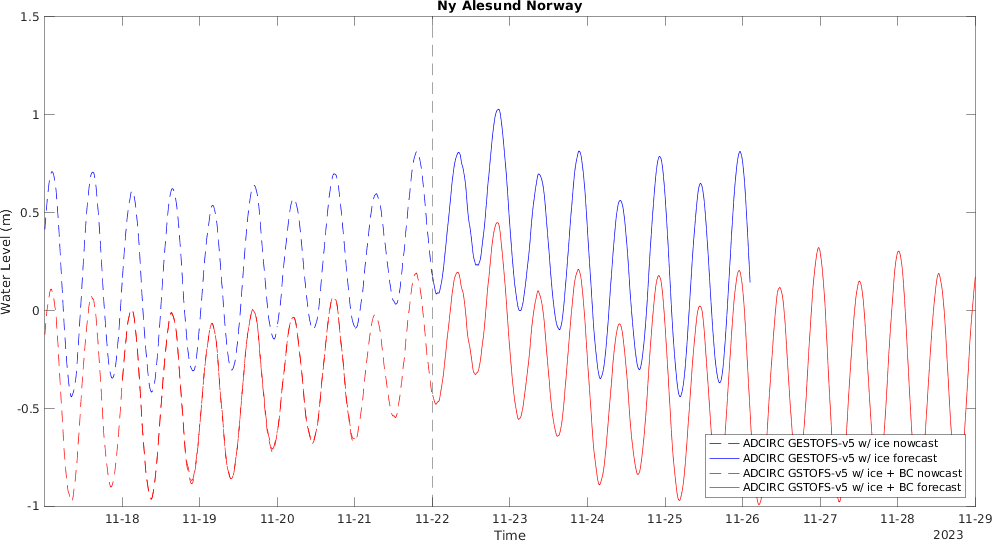 Ny Alesund Norway
1.5
1
0.5
0
-0.5
-1
Water Level (m)
11-18
11-19
11-20
11-21
11-22
11-23
11-24
11-25
11-26
11-27
11-28
11-29
Time
2023
ADCIRC GESTOFS-v5 w/ ice nowcast
ADCIRC GESTOFS-v5 w/ ice forecast
ADCIRC GSTOFS-v5 w/ ice + BC nowcast
ADCIRC GSTOFS-v5 w/ ice + BC forecast